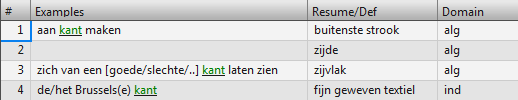 # Examples Resume/Def Domain
1 aan kant maken buitenste strook alg
2 zijde alg
3 zich van een [goede/slechte/..] kant laten zien zijvlak alg
4 de/het Brussels(e) kant fijn geweven textiel ind